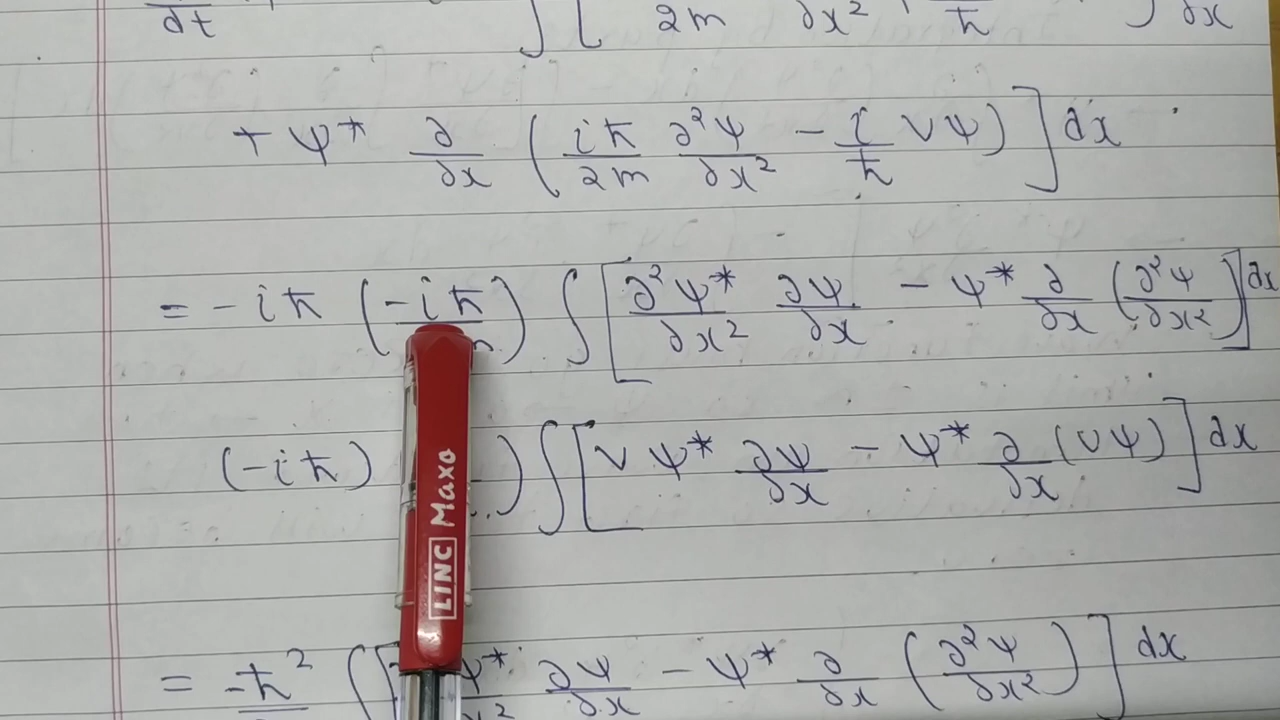 dt ∫ [ 2m ∂x² ħ ] ∂x
+ ψ* ∂/∂x ( iħ/2m ∂²ψ/∂x² - i/ħ Vψ ) ] dx
= -iħ ( -iħ ) ∫ [ ∂²ψ*/∂x² ∂ψ/∂x - ψ* ∂/∂x ( ∂²ψ/∂x² ) ] dx
(-iħ) ) ∫ [ Vψ* ∂ψ/∂x - ψ* ∂/∂x (Vψ) ] dx
= -ħ² ∫ [ ψ* ∂ψ/∂x - ψ* ∂/∂x ( ∂²ψ/∂x² ) ] dx
LINC Maxo